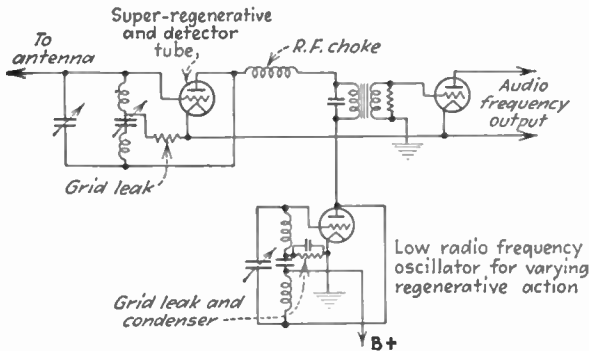 Super-regenerative
and detector
tube,
To
antenna
R.F. choke
Audio
frequency
output
Grid leak
Low radio frequency
oscillator for varying
regenerative action
Grid leak and
condenser
B+